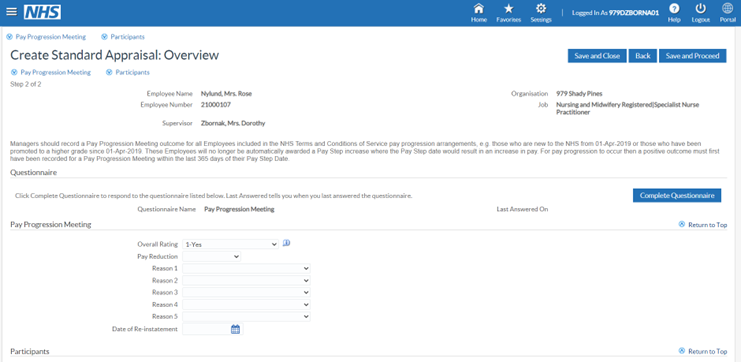 NHS
Home
Favorites
Settings
Logged In As 979DZBORNA01
Help
Logout
Portal
Pay Progression Meeting
Participants
Create Standard Appraisal: Overview
Save and Close
Back
Save and Proceed
Pay Progression Meeting
Participants
Step 2 of 2
Employee Name Nylund, Mrs. Rose
Organisation 979 Shady Pines
Employee Number 21000107
Job Nursing and Midwifery Registered|Specialist Nurse
Practitioner
Supervisor Zbornak, Mrs. Dorothy
Managers should record a Pay Progression Meeting outcome for all Employees included in the NHS Terms and Conditions of Service pay progression arrangements, e.g. those who are new to the NHS from 01-Apr-2019 or those who have been
promoted to a higher grade since 01-Apr-2019. These Employees will no longer be automatically awarded a Pay Step increase where the Pay Step date would result in an increase in pay. For pay progression to occur then a positive outcome must first
have been recorded for a Pay Progression Meeting within the last 365 days of their Pay Step Date.
Questionnaire
Click Complete Questionnaire to respond to the questionnaire listed below. Last Answered tells you when you last answered the questionnaire.
Complete Questionnaire
Questionnaire Name Pay Progression Meeting
Last Answered On
Pay Progression Meeting
Return to Top
Overall Rating 1-Yes
Pay Reduction
Reason 1
Reason 2
Reason 3
Reason 4
Reason 5
Date of Re-instatement
Participants
Return to Top